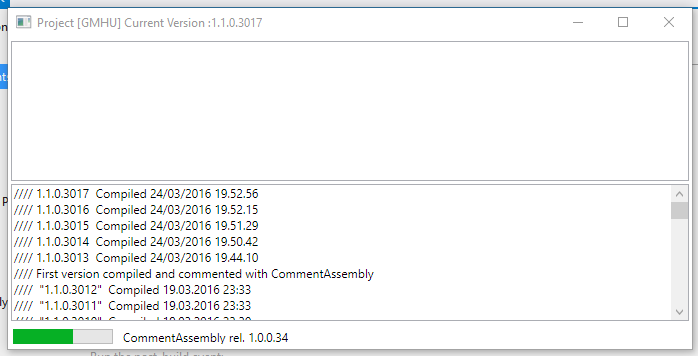 Project [GMHU] Current Version :1.1.0.3017
//// 1.1.0.3017 Compiled 24/03/2016 19.52.56
//// 1.1.0.3016 Compiled 24/03/2016 19.52.15
//// 1.1.0.3015 Compiled 24/03/2016 19.51.29
//// 1.1.0.3014 Compiled 24/03/2016 19.50.42
//// 1.1.0.3013 Compiled 24/03/2016 19.44.10
//// First version compiled and commented with CommentAssembly
//// "1.1.0.3012" Compiled 19.03.2016 23:33
//// "1.1.0.3011" Compiled 19.03.2016 23:33
CommentAssembly rel. 1.0.0.34